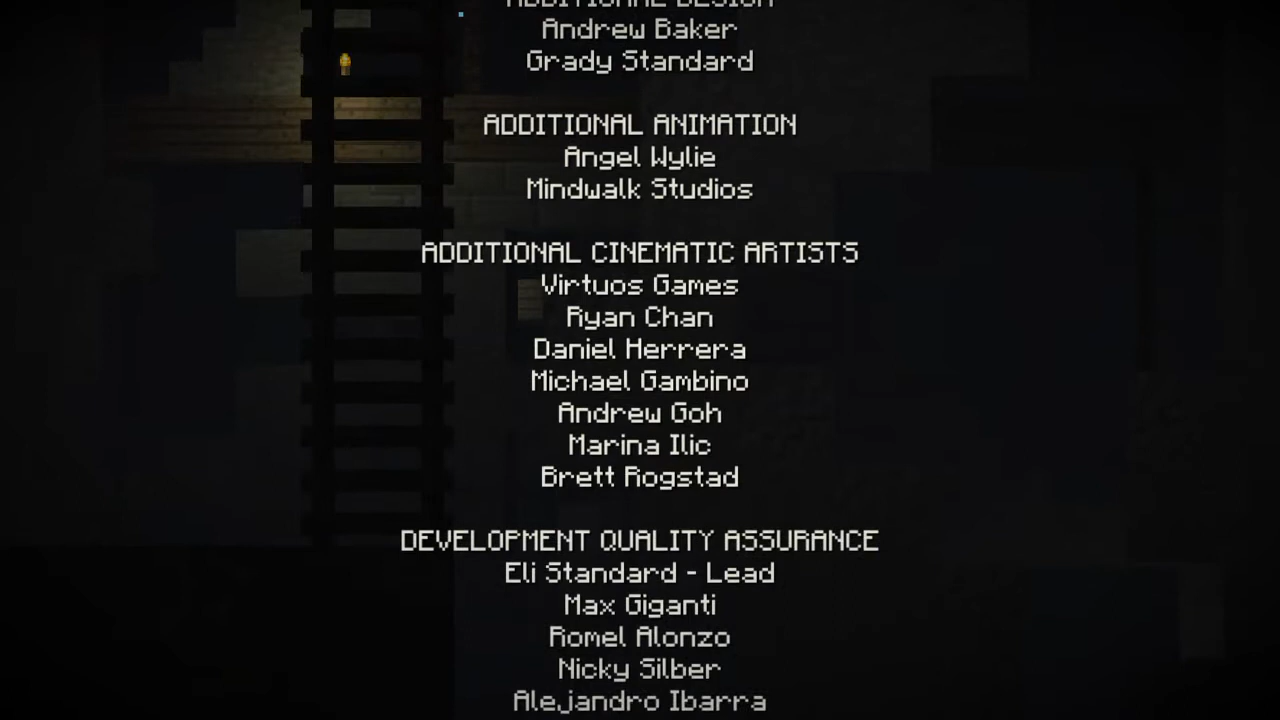 ADDITIONAL DESIGN
Andrew Baker
Grady Standard
ADDITIONAL ANIMATION
Angel Wylie
Mindwalk Studios
ADDITIONAL CINEMATIC ARTISTS
Virtuos Games
Ryan Chan
Daniel Herrera
Michael Gambino
Andrew Goh
Marina Ilic
Brett Rogstad
DEVELOPMENT QUALITY ASSURANCE
Eli Standard - Lead
Max Giganti
Romel Alonzo
Nicky Silber
Alejandro Ibarra